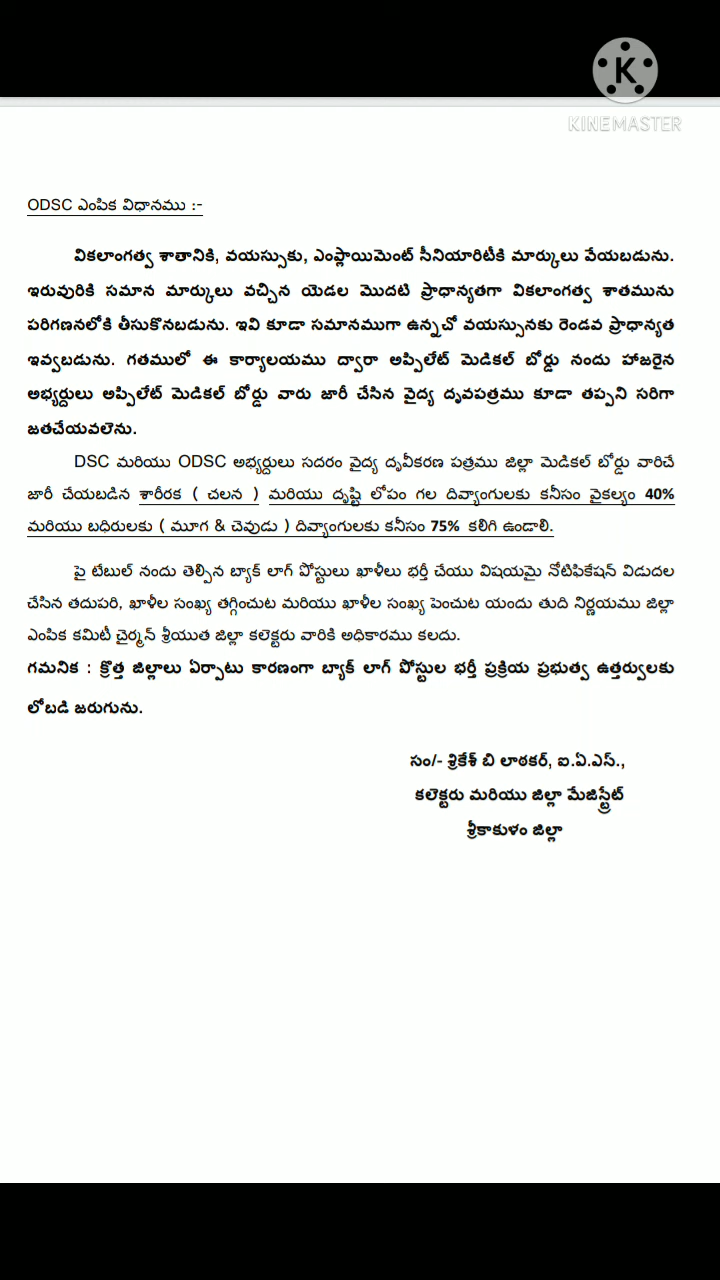 K
KINEMASTER
ODSC ఎంపిక విధానము :-
వికలాంగత్వ శాతానికి, వయస్సుకు, ఎంప్లాయిమెంట్ సీనియారిటీకి మార్కులు వేయబడును.
ఇరువురికి సమాన మార్కులు వచ్చిన యెడల మొదటి ప్రాధాన్యతగా వికలాంగత్వ శాతమును
పరిగణనలోకి తీసుకొనబడును. ఇవి కూడా సమానముగా ఉన్నచో వయస్సునకు రెండవ ప్రాధాన్యత
ఇవ్వబడును. గతములో ఈ కార్యాలయము ద్వారా అప్పిలేట్ మెడికల్ బోర్డు నందు హాజరైన
అభ్యర్దులు అప్పిలేట్ మెడికల్ బోర్డు వారు జారీ చేసిన వైద్య దృవపత్రము కూడా తప్పని సరిగా
జతచేయవలెను.
DSC మరియు ODSC అభ్యర్దులు సదరం వైద్య దృవీకరణ పత్రము జిల్లా మెడికల్ బోర్డు వారిచే
జారీ చేయబడిన శారీరక ( చలన ) మరియు దృష్టి లోపం గల దివ్యాంగులకు కనీసం వైకల్యం 40%
మరియు బధిరులకు ( మూగ & చెవుడు ) దివ్యాంగులకు కనీసం 75% కలిగి ఉండాలి.
పై టేబుల్ నందు తెల్పిన బ్యాక్ లాగ్ పోస్టులు ఖాళీలు భర్తీ చేయు విషయమై నోటిఫికేషన్ విడుదల
చేసిన తదుపరి, ఖాళీల సంఖ్య తగ్గించుట మరియు ఖాళీల సంఖ్య పెంచుట యందు తుది నిర్ణయము జిల్లా
ఎంపిక కమిటీ చైర్మన్ శ్రీయుత జిల్లా కలెక్టరు వారికి అధికారము కలదు.
గమనిక : క్రొత్త జిల్లాలు ఏర్పాటు కారణంగా బ్యాక్ లాగ్ పోస్టుల భర్తీ ప్రక్రియ ప్రభుత్వ ఉత్తర్వులకు
లోబడి జరుగును.
సం/- శ్రికేశ్ బి లాఠకర్, ఐ.ఏ.ఎస్.,
కలెక్టరు మరియు జిల్లా మేజిస్ట్రేట్
శ్రీకాకుళం జిల్లా